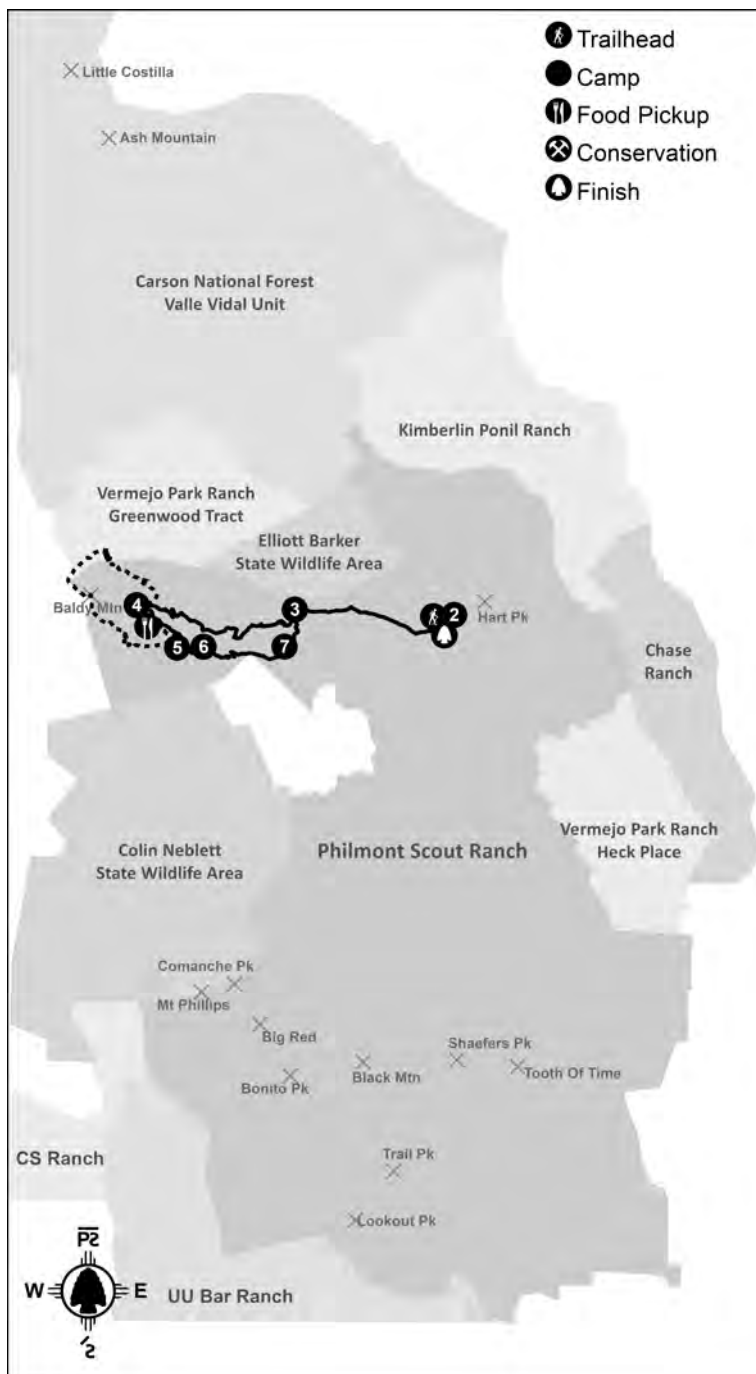 Trailhead
Camp
Food Pickup
Conservation
Finish
Little Costilla
Ash Mountain
Carson National Forest
Valle Vidal Unit
Kimberlin Ponil Ranch
Vermejo Park Ranch
Greenwood Tract
Elliott Barker
State Wildlife Area
Baldy Mtn
4
3
2
Hart Pk
5
6
7
Chase
Ranch
Vermejo Park Ranch
Heck Place
Colin Neblett
State Wildlife Area
Philmont Scout Ranch
Comanche Pk
Mt Phillips
Big Red
Shaefers Pk
Bonito Pk
Black Mtn
Tooth Of Time
CS Ranch
Trail Pk
Lookout Pk
W
E
UU Bar Ranch